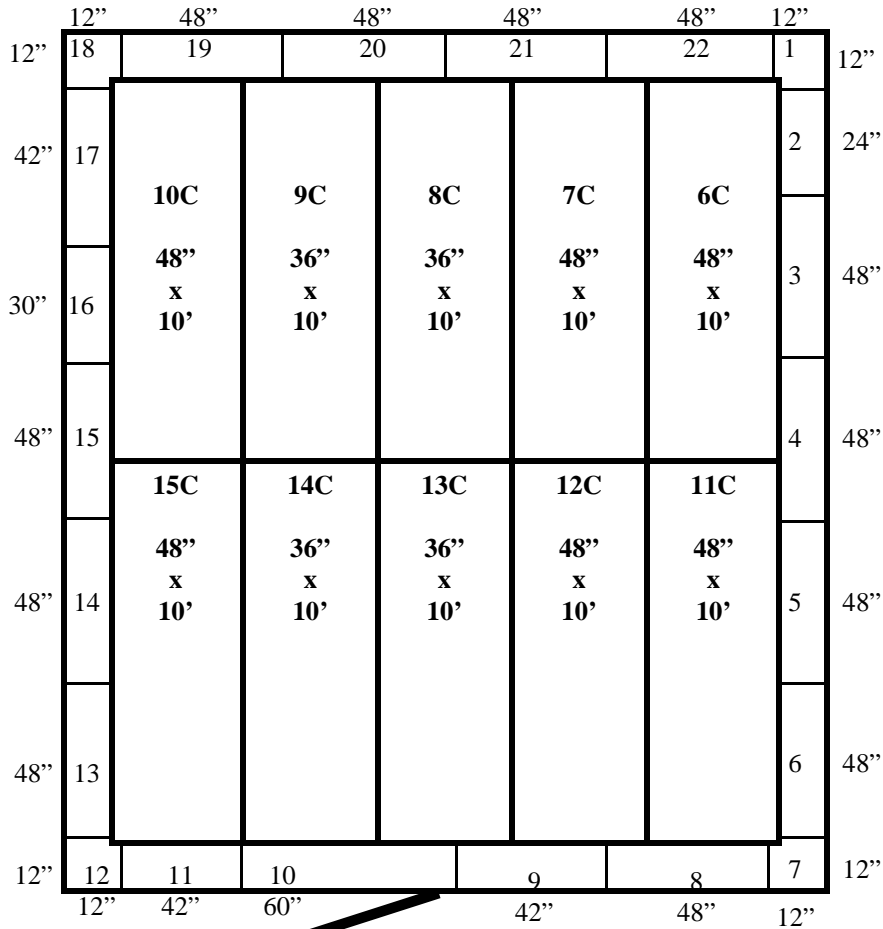 12” 48” 48” 48” 12”
12” 18 19 20 21 22 1 12”
42” 17 2 24”
10C 9C 8C 7C 6C
48” 36” 36” 48” 48”
30” 16 x x x x x 3 48”
10’ 10’ 10’ 10’ 10’
48” 15 4 48”
15C 14C 13C 12C 11C
48” 36” 36” 48” 48”
x x x x x
48” 14 10’ 10’ 10’ 10’ 10’ 5 48”
48” 13 6 48”
12” 12 11 10 9 8 7 12”
12” 42” 60” 42” 48” 12”